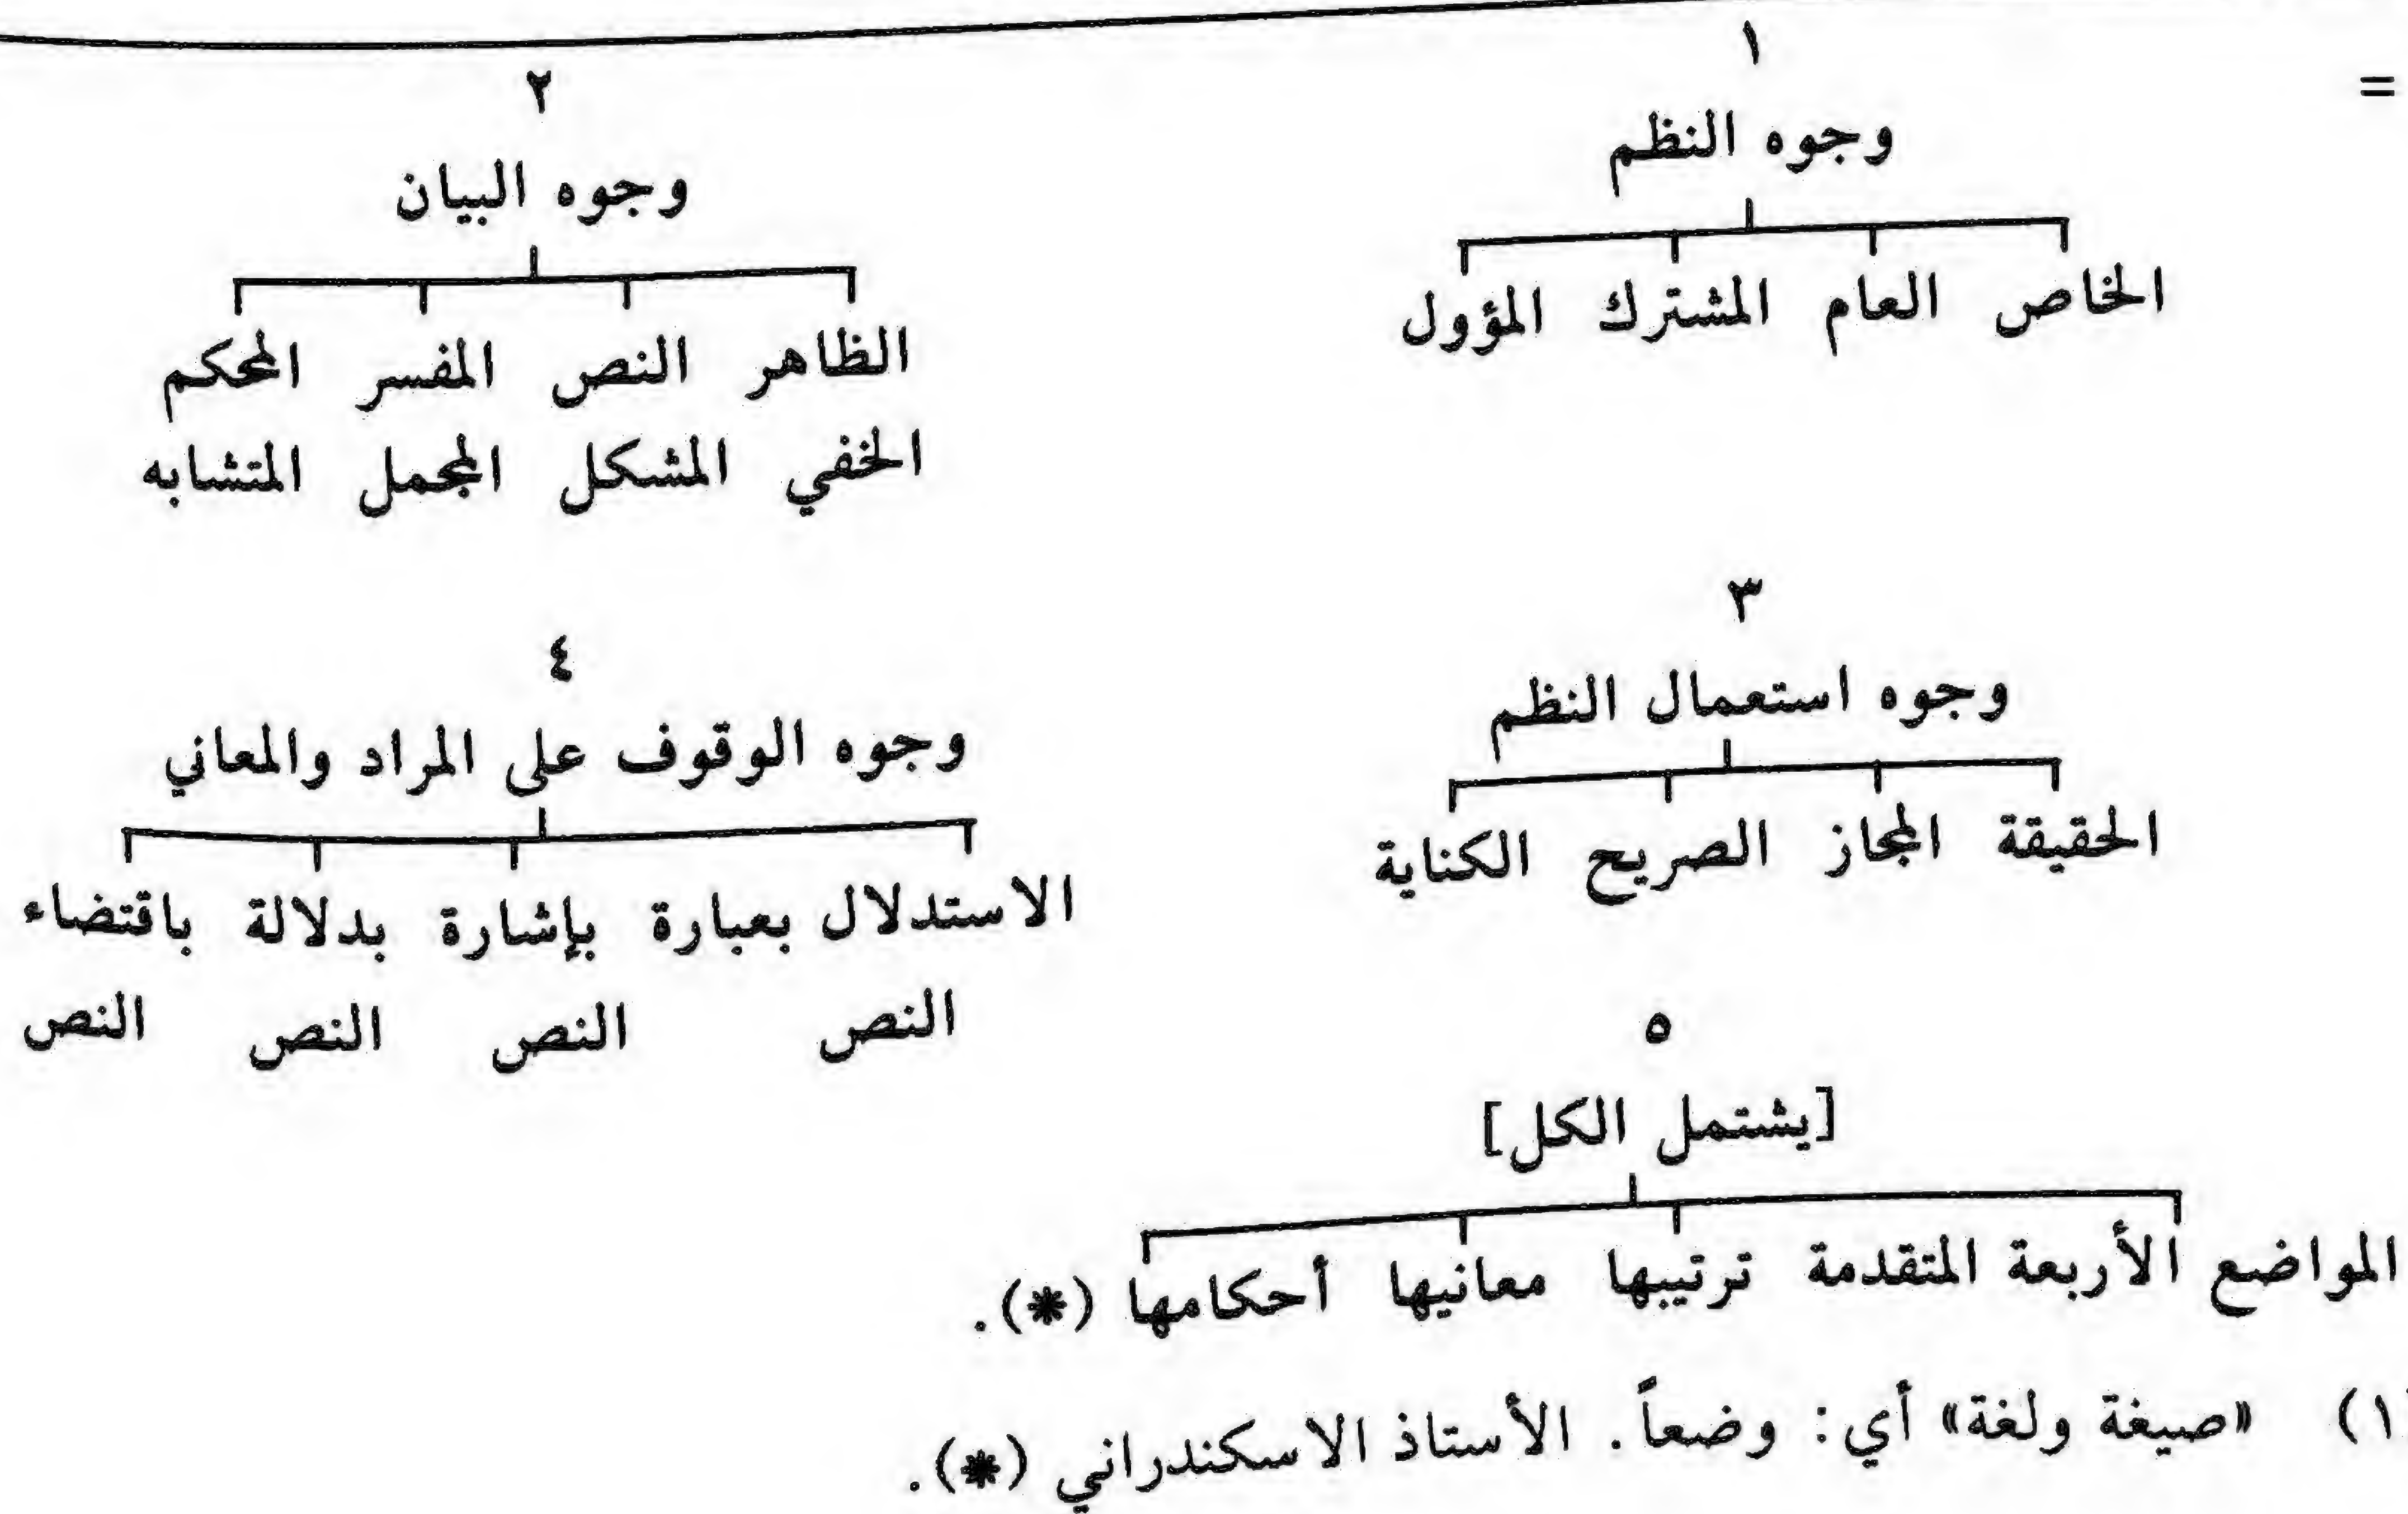 =
١
وجوه النظم
الخاص العام المشترك المؤول
٢
وجوه البيان
الظاهر النص المفسر المحكم
الخفي المشكل المجمل المتشابه
٣
وجوه استعمال النظم
الحقيقة المجاز الصريح الكناية
٤
وجوه الوقوف على المراد والمعاني
الاستدلال بعبارة بإشارة بدلالة باقتضاء
النص النص النص النص
٥
[يشتمل الكل]
المواضع الأربعة المتقدمة ترتيبها معانيها أحكامها (*).
(١) «صيغة ولغة» أي: وضعاً. الأستاذ الاسكندراني (*).